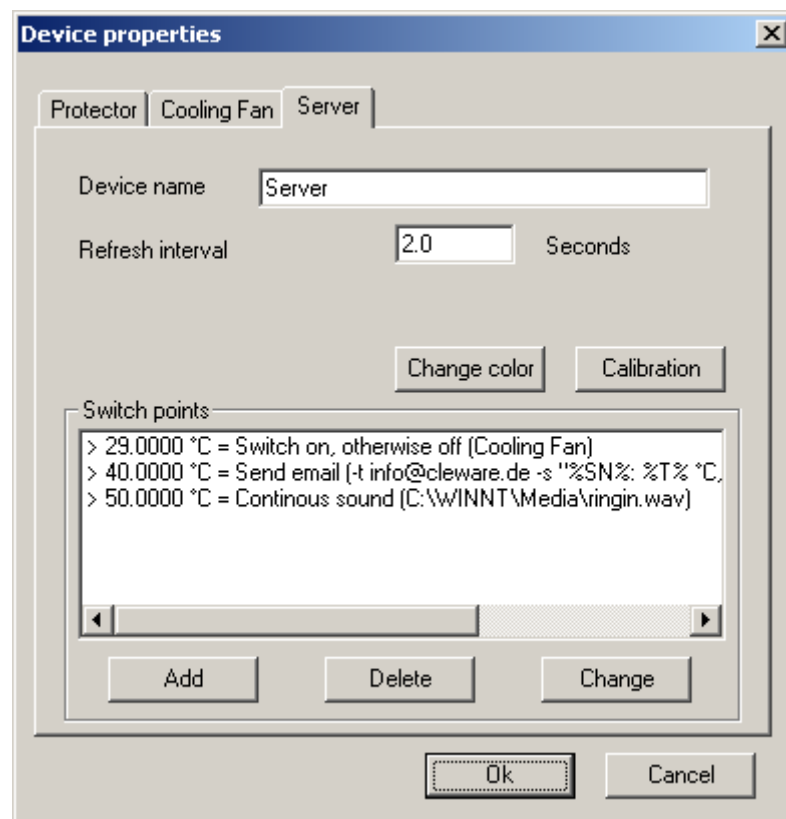 Device properties
Protector Cooling Fan Server
Device name Server
Refresh interval 2.0 Seconds
Change color Calibration
Switch points
> 29.0000 °C = Switch on, otherwise off (Cooling Fan)
> 40.0000 °C = Send email (-t info@cleware.de -s "%SN%: %T% °C,
> 50.0000 °C = Continous sound (C:\WINNT\Media\ringin.wav)
Add Delete Change
Ok Cancel